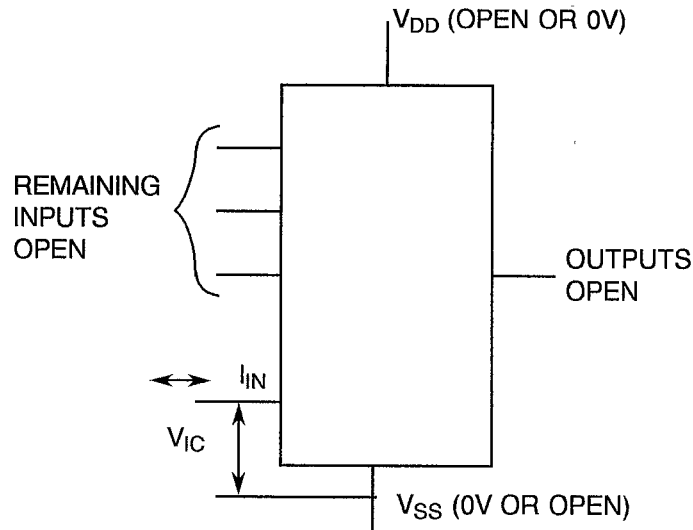 VDD (OPEN OR 0V)
REMAINING
INPUTS
OPEN
OUTPUTS
OPEN
IIN
VIC
VSS (0V OR OPEN)